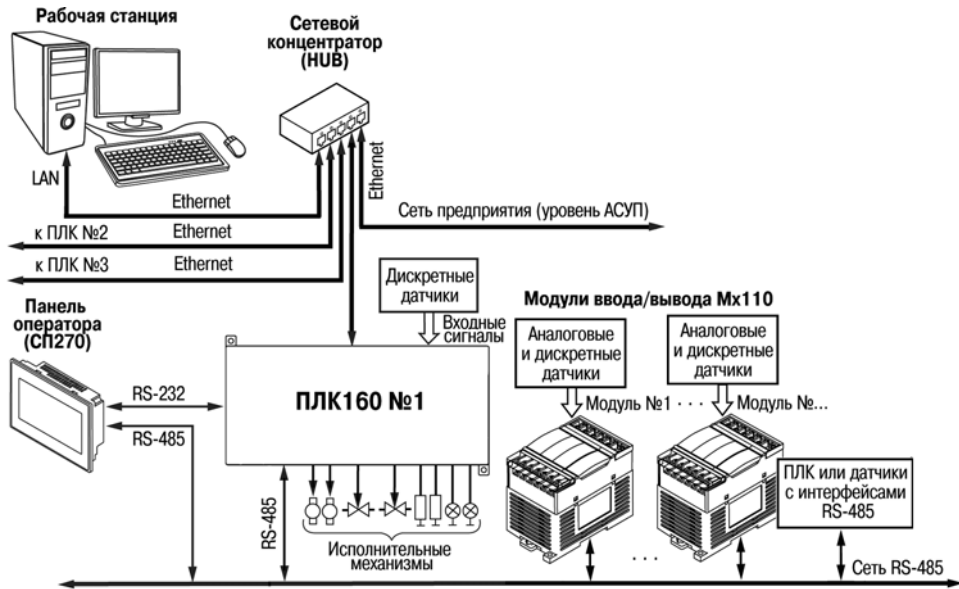 Рабочая станция
Сетевой
концентратор
(HUB)
LAN
Ethernet
Ethernet
Сеть предприятия (уровень АСУП)
к ПЛК №2
Ethernet
к ПЛК №3
Ethernet
Дискретные
датчики
Входные
сигналы
Панель
оператора
(СП270)
RS-232
RS-485
ПЛК160 №1
RS-485
Исполнительные
механизмы
Модули ввода/вывода Мх110
Аналоговые
и дискретные
датчики
Аналоговые
и дискретные
датчики
Модуль №1 · · · Модуль №...
ПЛК или датчики
с интерфейсами
RS-485
. . .
Сеть RS-485